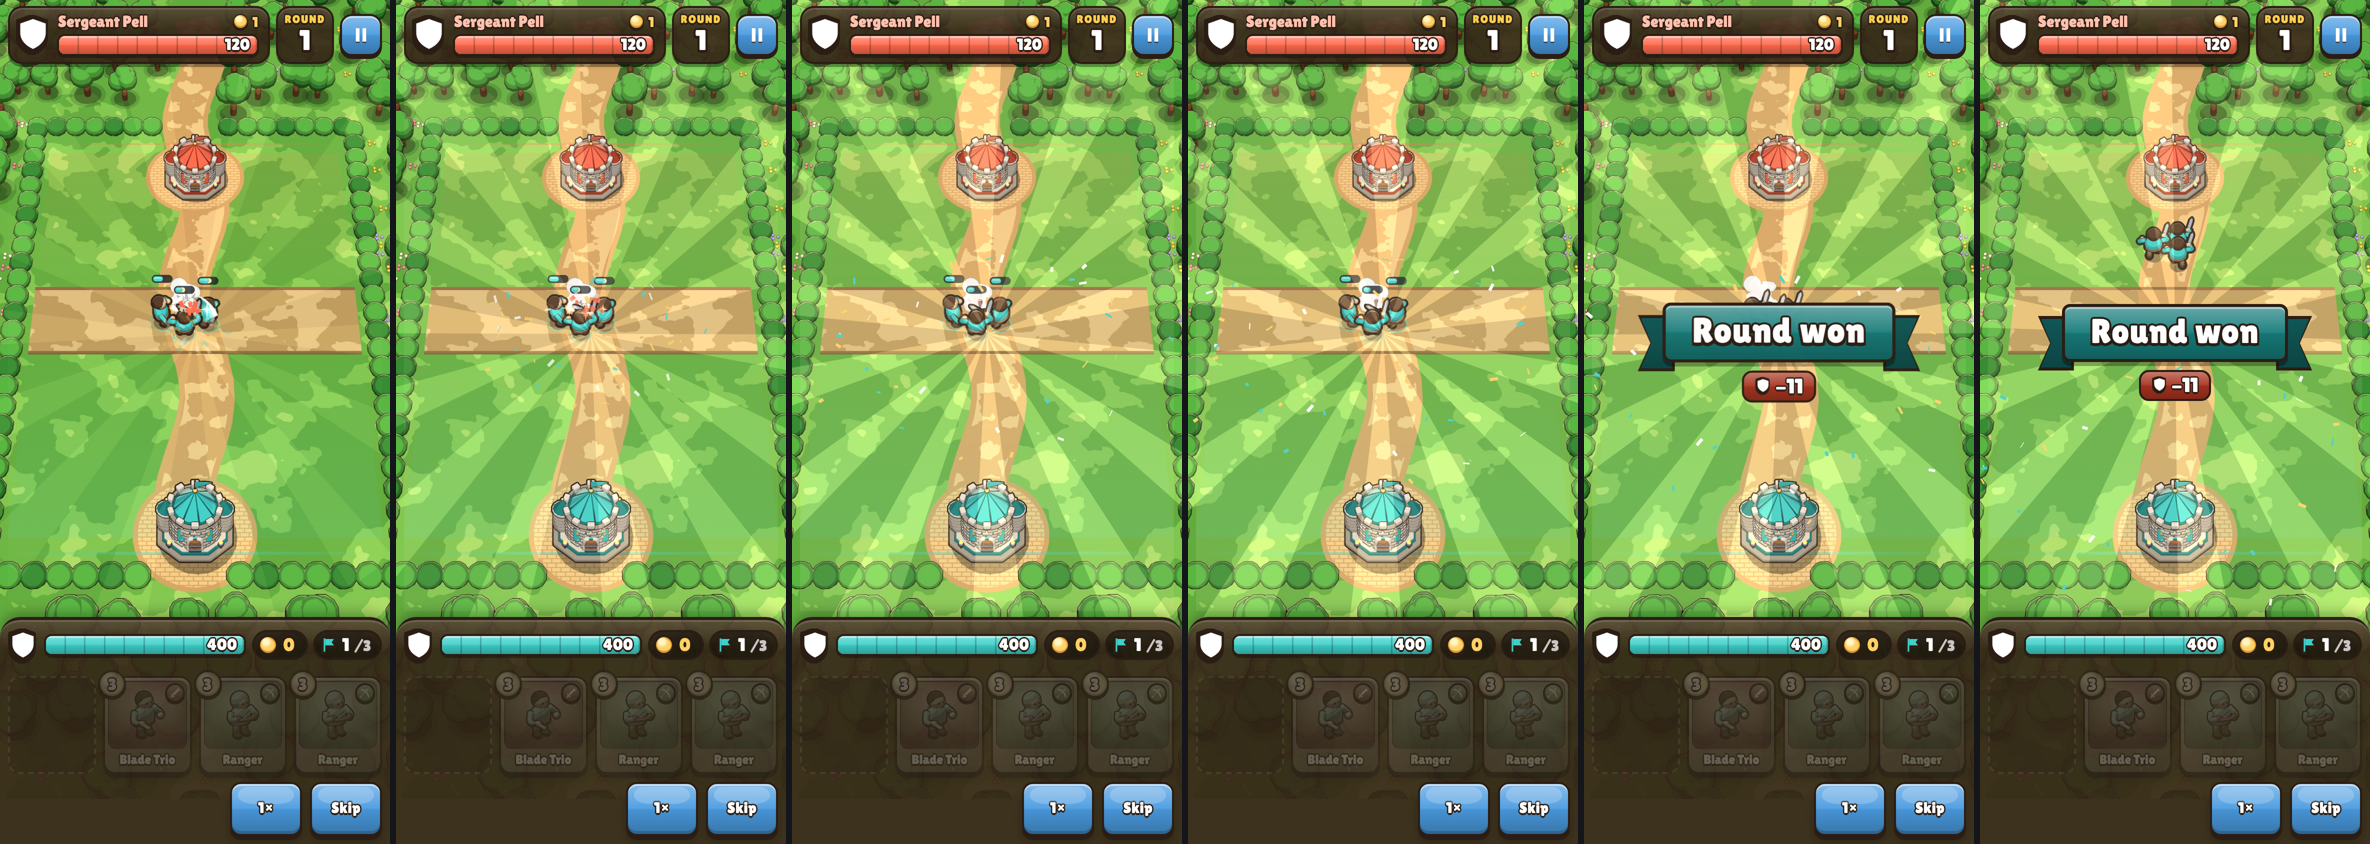 Sergeant Pell 1 ROUND
120 1
400 0 1/3
3 3 3
Blade Trio Ranger Ranger
1× Skip
Sergeant Pell 1 ROUND
120 1
400 0 1/3
3 3 3
Blade Trio Ranger Ranger
1× Skip
Sergeant Pell 1 ROUND
120 1
400 0 1/3
3 3 3
Blade Trio Ranger Ranger
1× Skip
Sergeant Pell 1 ROUND
120 1
400 0 1/3
3 3 3
Blade Trio Ranger Ranger
1× Skip
Sergeant Pell 1 ROUND
120 1
Round won
-11
400 0 1/3
3 3 3
Blade Trio Ranger Ranger
1× Skip
Sergeant Pell 1 ROUND
120 1
Round won
-11
400 0 1/3
3 3 3
Blade Trio Ranger Ranger
1× Skip